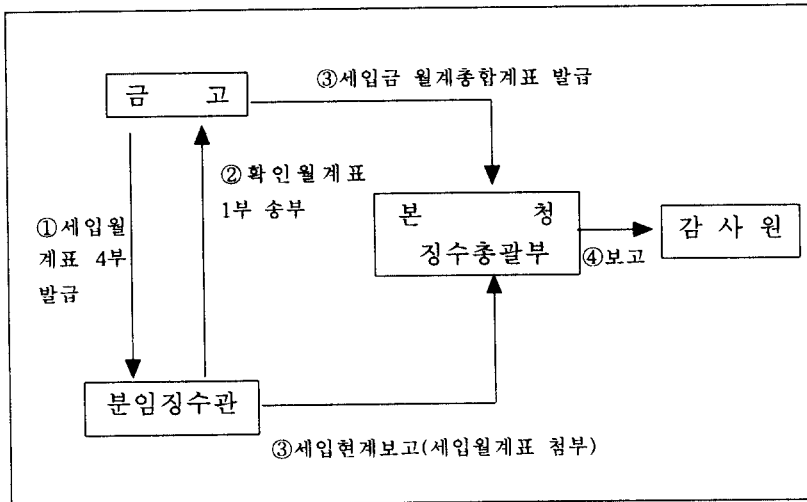 ③세입금 월계총합계표 발급
금 고
②확인월계표
1부 송부
①세입월
계표 4부
발급
본 청
징수총괄부
감 사 원
④보고
분임징수관
③세입현계보고(세입월계표 첨부)